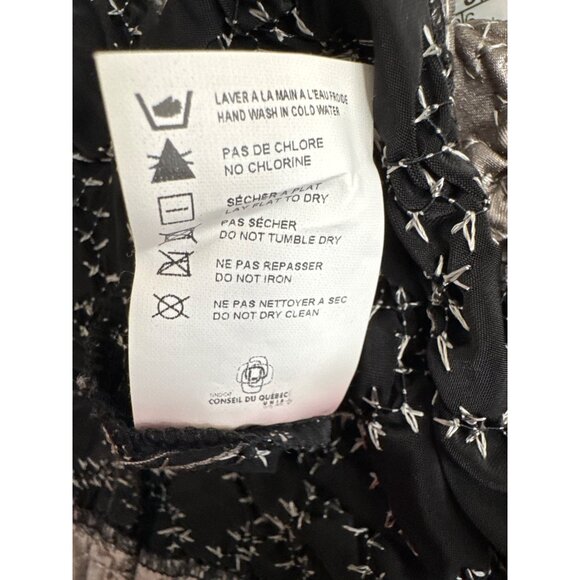 LAVER A LA MAIN A L'EAU FROIDE
HAND WASH IN COLD WATER
PAS DE CHLORE
NO CHLORINE
SÉCHER A PLAT
LAY FLAT TO DRY
PAS SÉCHER
DO NOT TUMBLE DRY
NE PAS REPASSER
DO NOT IRON
NE PAS NETTOYER A SEC
DO NOT DRY CLEAN
CONSEIL DU QUÉBEC